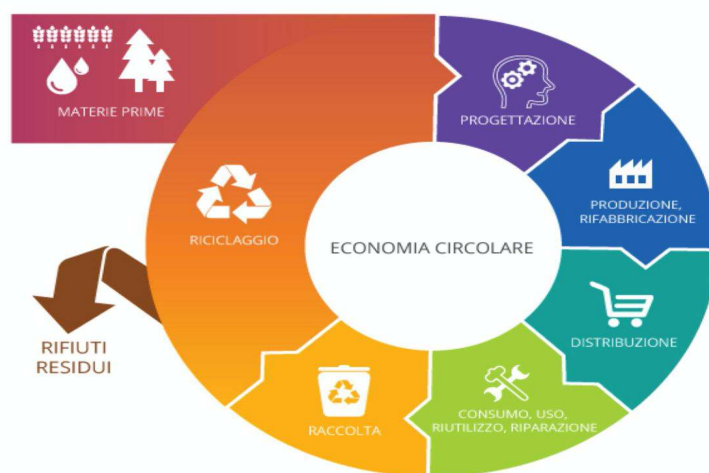 MATERIE PRIME
PROGETTAZIONE
PRODUZIONE,
RIFABBRICAZIONE
RICICLAGGIO
ECONOMIA CIRCOLARE
DISTRIBUZIONE
RIFIUTI
RESIDUI
CONSUMO, USO,
RIUTILIZZO, RIPARAZIONE
RACCOLTA